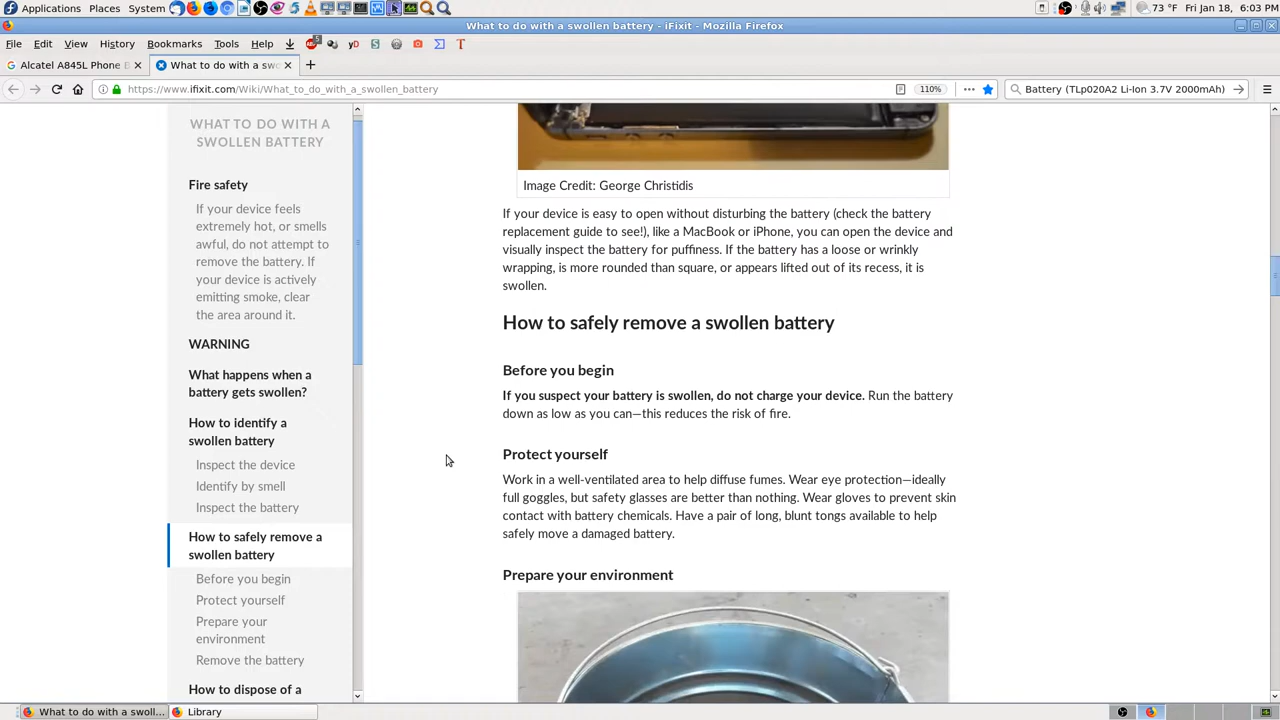 Applications Places System 73 °F Fri Jan 18, 6:03 PM
What to do with a swollen battery - iFixit - Mozilla Firefox
File Edit View History Bookmarks Tools Help
Alcatel A845L Phone B What to do with a swo
https://www.ifixit.com/Wiki/What_to_do_with_a_swollen_battery 110% Battery (TLp020A2 Li-Ion 3.7V 2000mAh)
WHAT TO DO WITH A
SWOLLEN BATTERY
Fire safety
If your device feels
extremely hot, or smells
awful, do not attempt to
remove the battery. If
your device is actively
emitting smoke, clear
the area around it.
WARNING
What happens when a
battery gets swollen?
How to identify a
swollen battery
Inspect the device
Identify by smell
Inspect the battery
How to safely remove a
swollen battery
Before you begin
Protect yourself
Prepare your
environment
Remove the battery
How to dispose of a
Image Credit: George Christidis
If your device is easy to open without disturbing the battery (check the battery
replacement guide to see!), like a MacBook or iPhone, you can open the device and
visually inspect the battery for puffiness. If the battery has a loose or wrinkly
wrapping, is more rounded than square, or appears lifted out of its recess, it is
swollen.
How to safely remove a swollen battery
Before you begin
If you suspect your battery is swollen, do not charge your device. Run the battery
down as low as you can—this reduces the risk of fire.
Protect yourself
Work in a well-ventilated area to help diffuse fumes. Wear eye protection—ideally
full goggles, but safety glasses are better than nothing. Wear gloves to prevent skin
contact with battery chemicals. Have a pair of long, blunt tongs available to help
safely move a damaged battery.
Prepare your environment
What to do with a swoll... Library